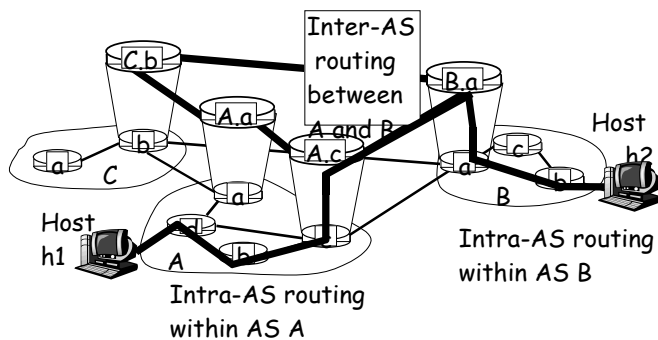 Inter-AS
routing
between
A and B
C.b
B.a
A.a
A.c
Host
h2
b
a
C
a
c
a
b
B
Host
h1
d
a
A
b
c
Intra-AS routing
within AS B
Intra-AS routing
within AS A